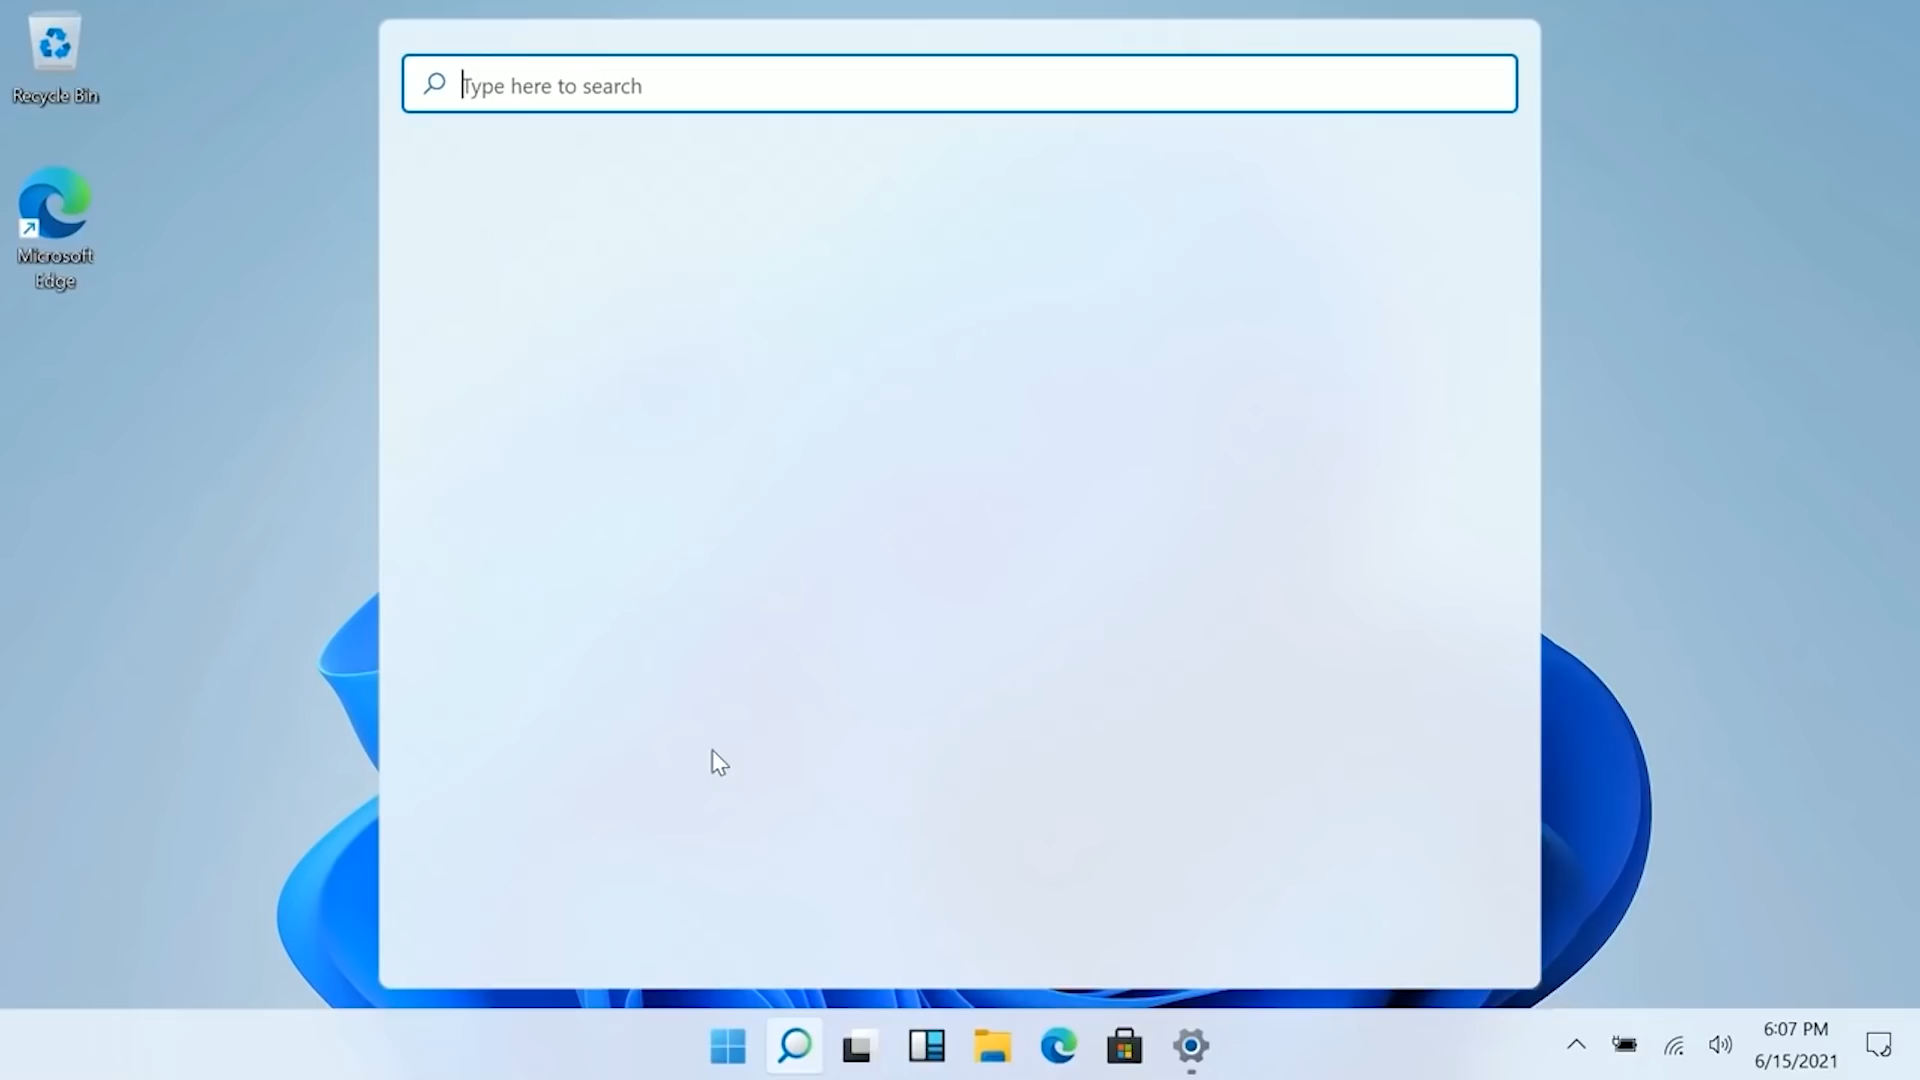 Recycle Bin
Type here to search
Microsoft
Edge
6:07 PM
6/15/2021